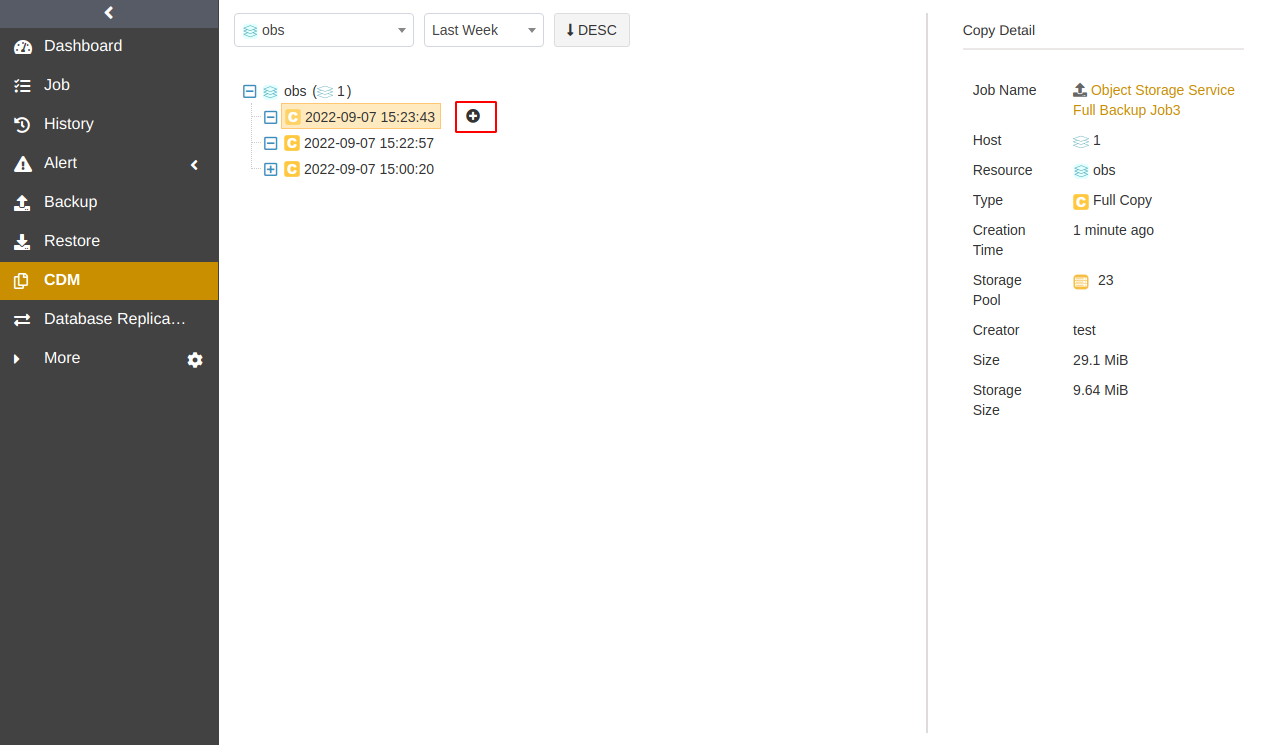 Dashboard
Job
History
Alert
Backup
Restore
CDM
Database Replica…
More
obs
Last Week
DESC
obs (1)
C 2022-09-07 15:23:43
C 2022-09-07 15:22:57
C 2022-09-07 15:00:20
Copy Detail
Job Name Object Storage Service
Full Backup Job3
Host 1
Resource obs
Type C Full Copy
Creation 1 minute ago
Time
Storage 23
Pool
Creator test
Size 29.1 MiB
Storage 9.64 MiB
Size